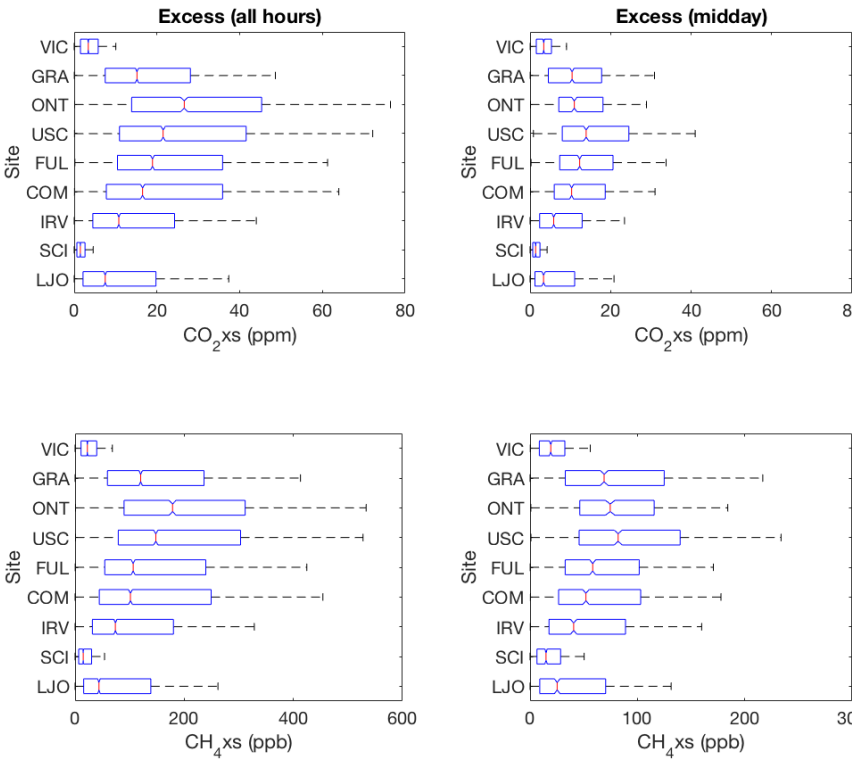 Excess (all hours)
VIC
GRA
ONT
USC
FUL
COM
IRV
SCI
LJO
Site
0 20 40 60 80
CO2xs (ppm)
Excess (midday)
VIC
GRA
ONT
USC
FUL
COM
IRV
SCI
LJO
Site
0 20 40 60
CO2xs (ppm)
VIC
GRA
ONT
USC
FUL
COM
IRV
SCI
LJO
Site
0 200 400 600
CH4xs (ppb)
VIC
GRA
ONT
USC
FUL
COM
IRV
SCI
LJO
Site
0 100 200
CH4xs (ppb)